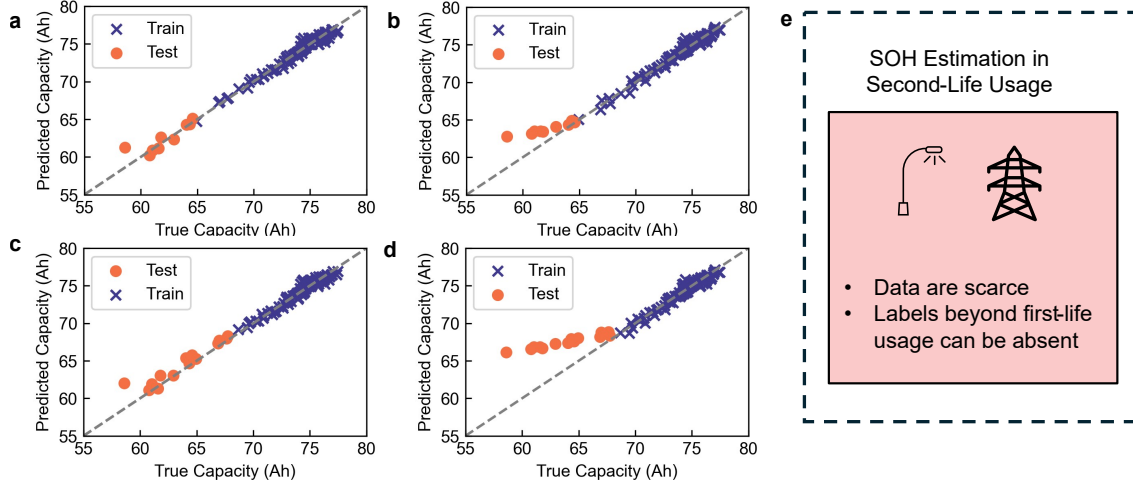 a
80
75
70
65
60
55
Predicted Capacity (Ah)
Train
Test
55 60 65 70 75 80
True Capacity (Ah)
b
80
75
70
65
60
55
Predicted Capacity (Ah)
Train
Test
55 60 65 70 75 80
True Capacity (Ah)
c
80
75
70
65
60
55
Predicted Capacity (Ah)
Test
Train
55 60 65 70 75 80
True Capacity (Ah)
d
80
75
70
65
60
55
Predicted Capacity (Ah)
Train
Test
55 60 65 70 75 80
True Capacity (Ah)
e
SOH Estimation in
Second-Life Usage
• Data are scarce
• Labels beyond first-life
usage can be absent